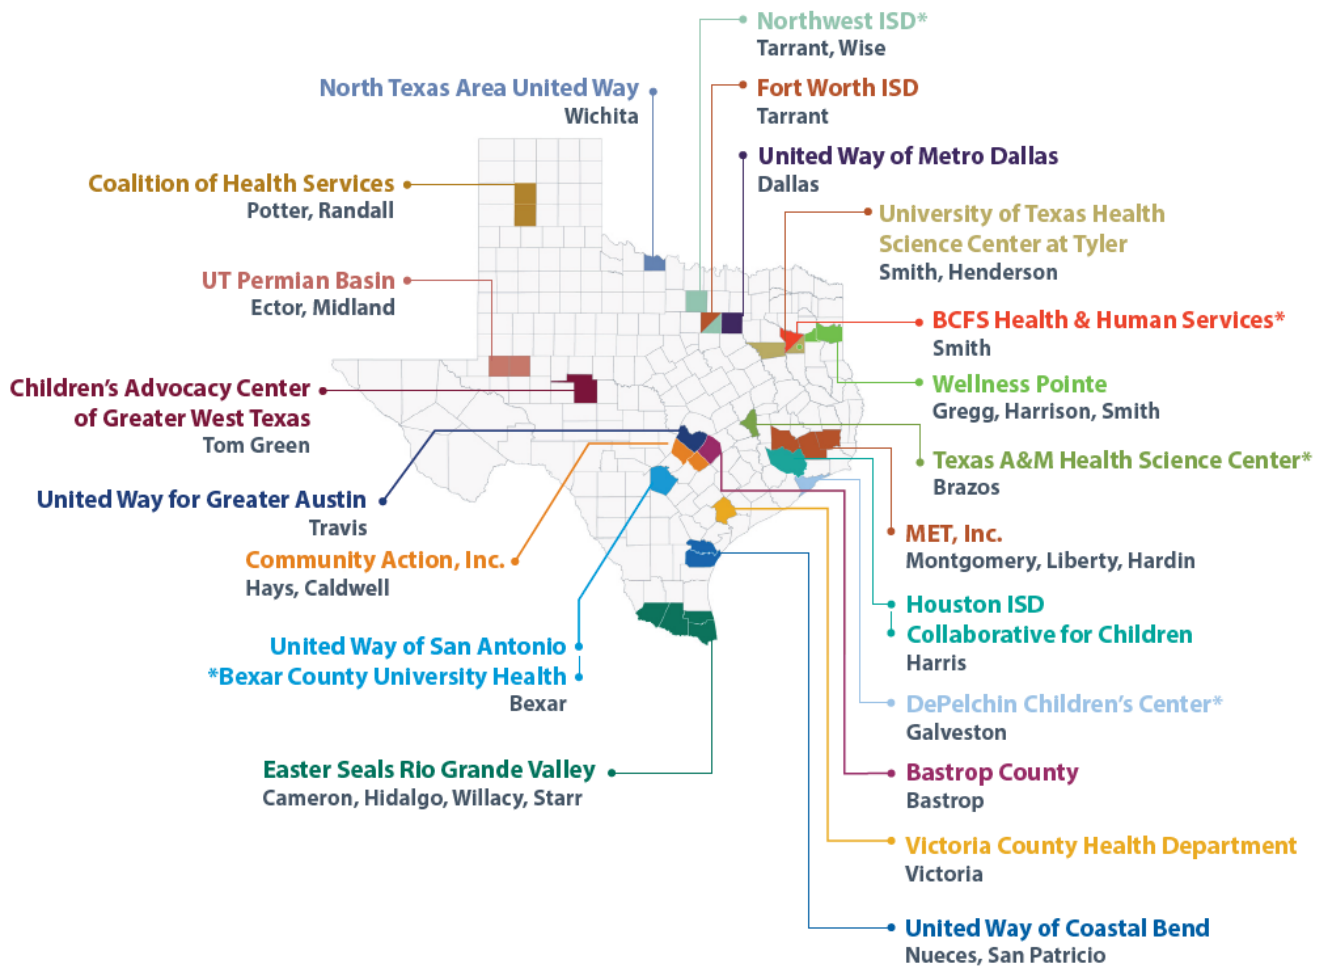 Northwest ISD*
Tarrant, Wise
North Texas Area United Way
Wichita
Fort Worth ISD
Tarrant
United Way of Metro Dallas
Dallas
Coalition of Health Services
Potter, Randall
University of Texas Health
Science Center at Tyler
Smith, Henderson
UT Permian Basin
Ector, Midland
BCFS Health & Human Services*
Smith
Children's Advocacy Center
of Greater West Texas
Tom Green
Wellness Pointe
Gregg, Harrison, Smith
Texas A&M Health Science Center*
Brazos
United Way for Greater Austin
Travis
MET, Inc.
Montgomery, Liberty, Hardin
Community Action, Inc.
Hays, Caldwell
Houston ISD
Collaborative for Children
Harris
United Way of San Antonio
*Bexar County University Health
Bexar
DePelchin Children's Center*
Galveston
Easter Seals Rio Grande Valley
Cameron, Hidalgo, Willacy, Starr
Bastrop County
Bastrop
Victoria County Health Department
Victoria
United Way of Coastal Bend
Nueces, San Patricio